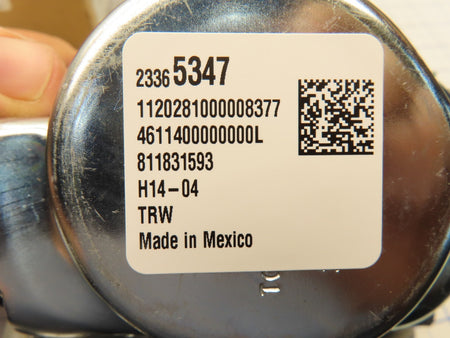 23365347
1120281000008377
4611400000000L
811831593
H14-04
TRW
Made in Mexico